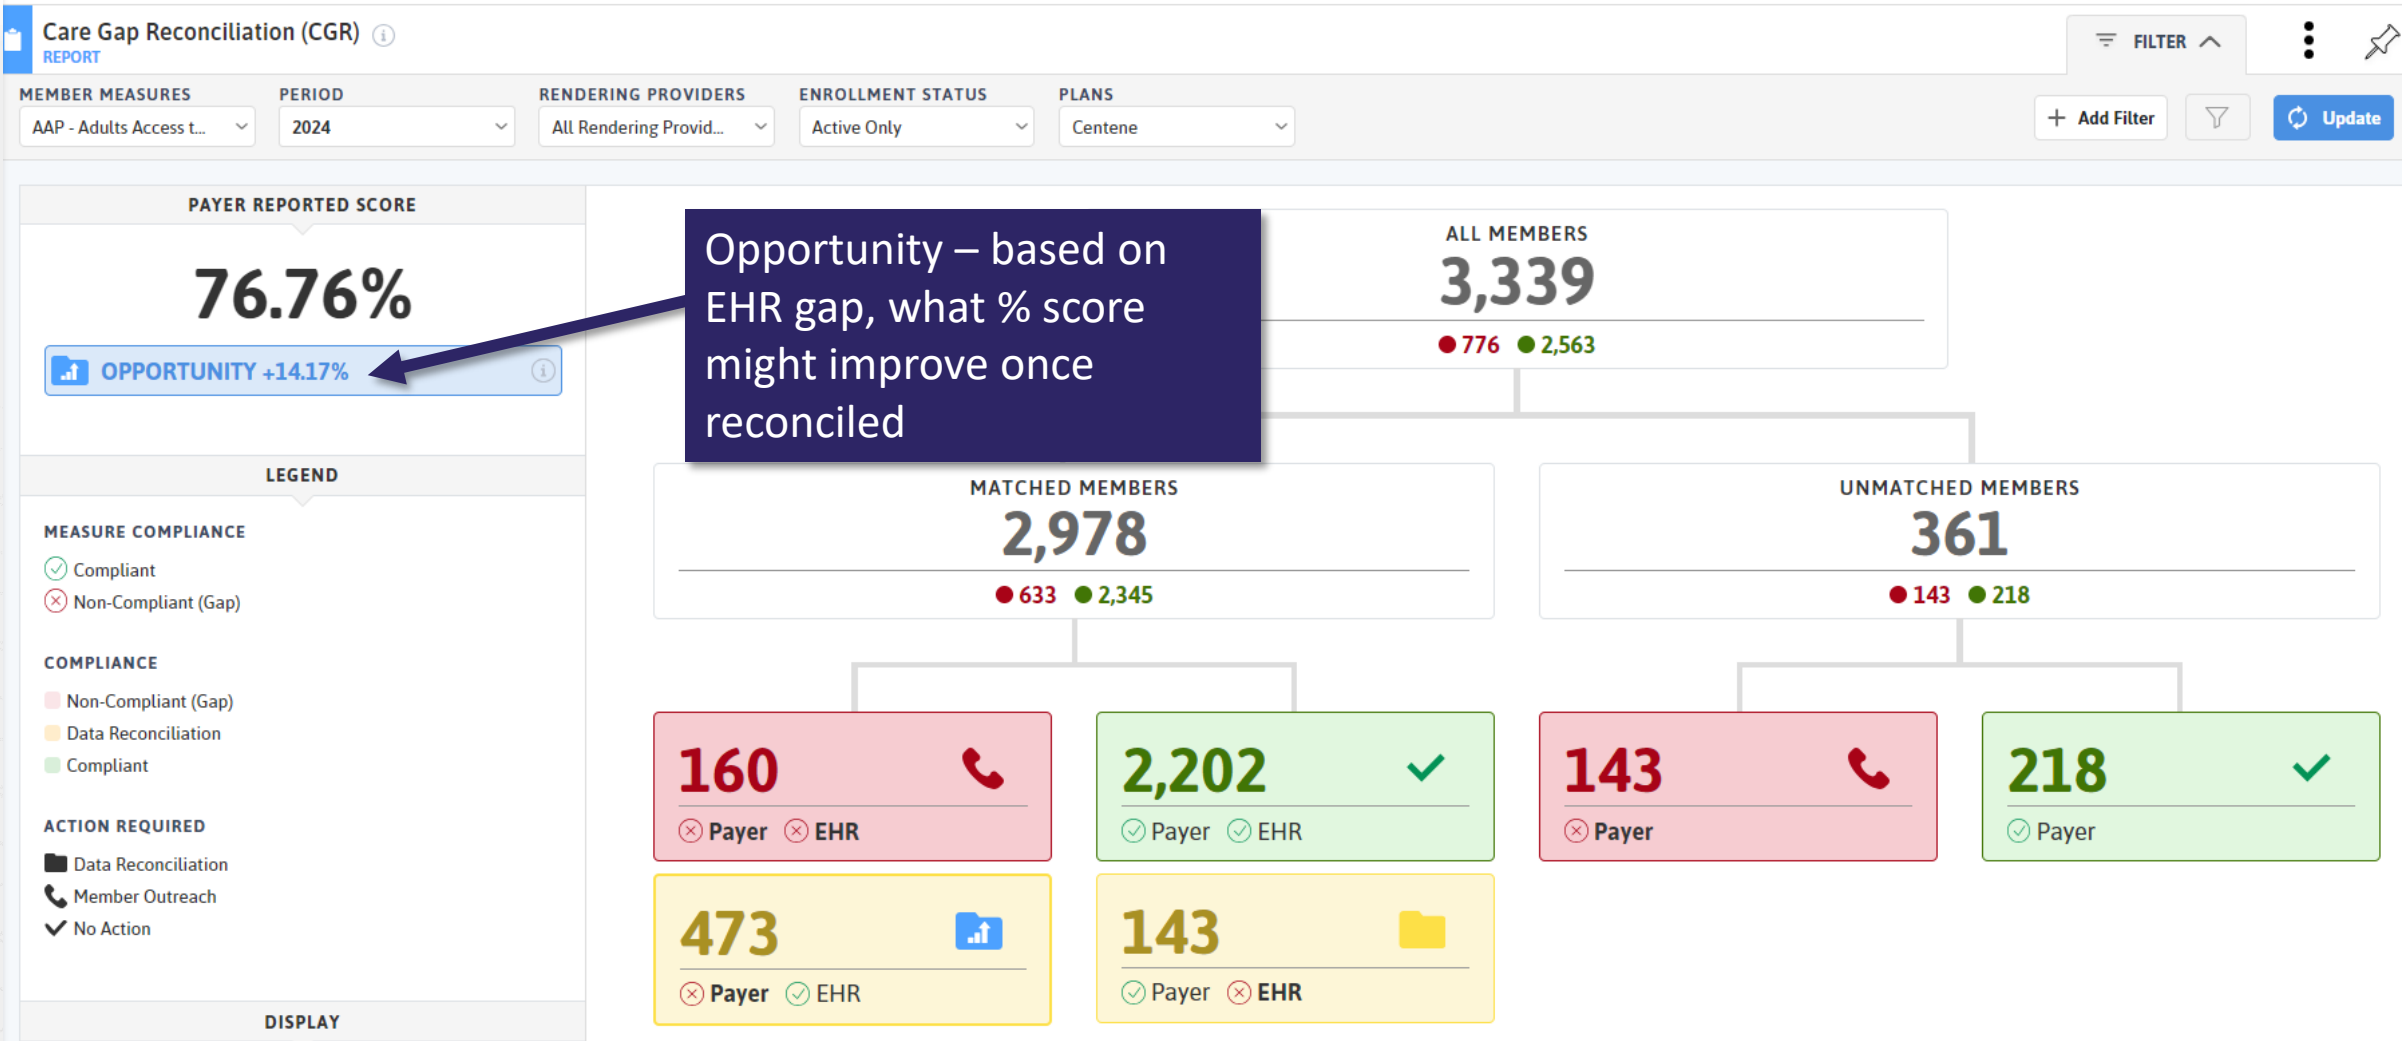 Care Gap Reconciliation (CGR)
REPORT
FILTER
MEMBER MEASURES
AAP - Adults Access t...
PERIOD
2024
RENDERING PROVIDERS
All Rendering Provid...
ENROLLMENT STATUS
Active Only
PLANS
Centene
+ Add Filter
Update
PAYER REPORTED SCORE
76.76%
OPPORTUNITY +14.17%
Opportunity – based on
EHR gap, what % score
might improve once
reconciled
ALL MEMBERS
3,339
776 2,563
LEGEND
MEASURE COMPLIANCE
Compliant
Non-Compliant (Gap)
COMPLIANCE
Non-Compliant (Gap)
Data Reconciliation
Compliant
ACTION REQUIRED
Data Reconciliation
Member Outreach
No Action
DISPLAY
MATCHED MEMBERS
2,978
633 2,345
UNMATCHED MEMBERS
361
143 218
160
Payer EHR
2,202
Payer EHR
143
Payer
218
Payer
473
Payer EHR
143
Payer EHR